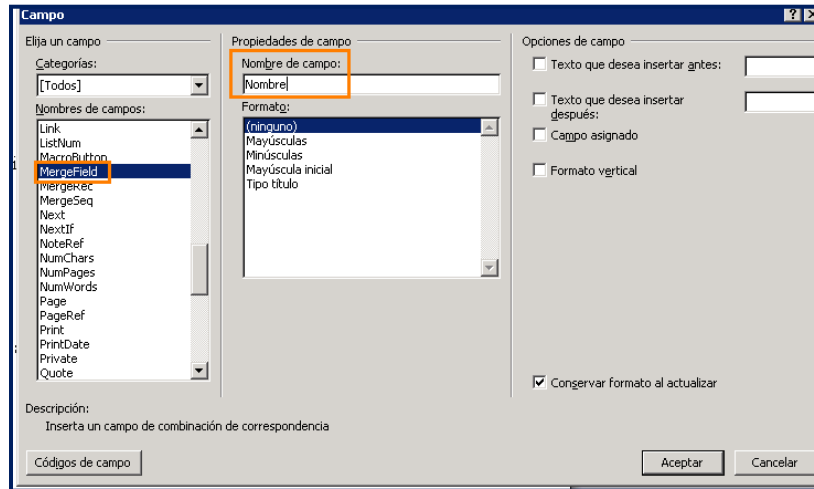 Campo
Elija un campo
Categorías:
[Todos]
Nombres de campos:
Link
ListNum
MacroButton
MergeField
MergeRec
MergeSeq
Next
NextIf
NoteRef
NumChars
NumPages
NumWords
Page
PageRef
Print
PrintDate
Private
Quote
Propiedades de campo
Nombre de campo:
Nombre
Formato:
(ninguno)
Mayúsculas
Minúsculas
Mayúscula inicial
Tipo título
Opciones de campo
Texto que desea insertar antes:
Texto que desea insertar
después:
Campo asignado
Formato vertical
Conservar formato al actualizar
Descripción:
Inserta un campo de combinación de correspondencia
Códigos de campo
Aceptar
Cancelar